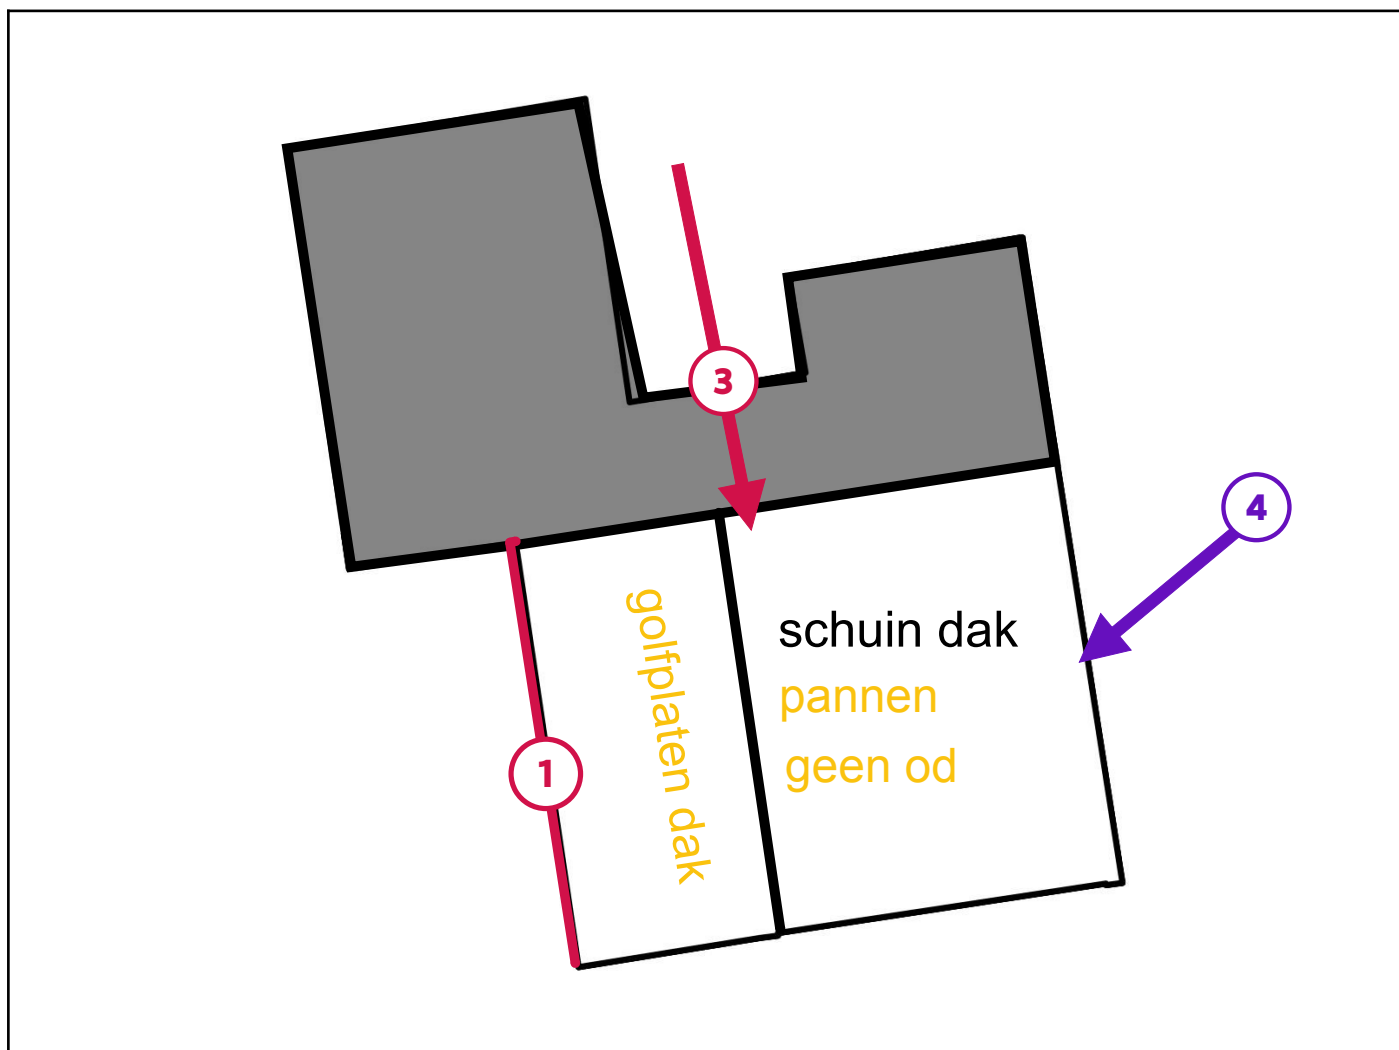 3
4
schuin dak
pannen
geen od
golfplaten dak
1